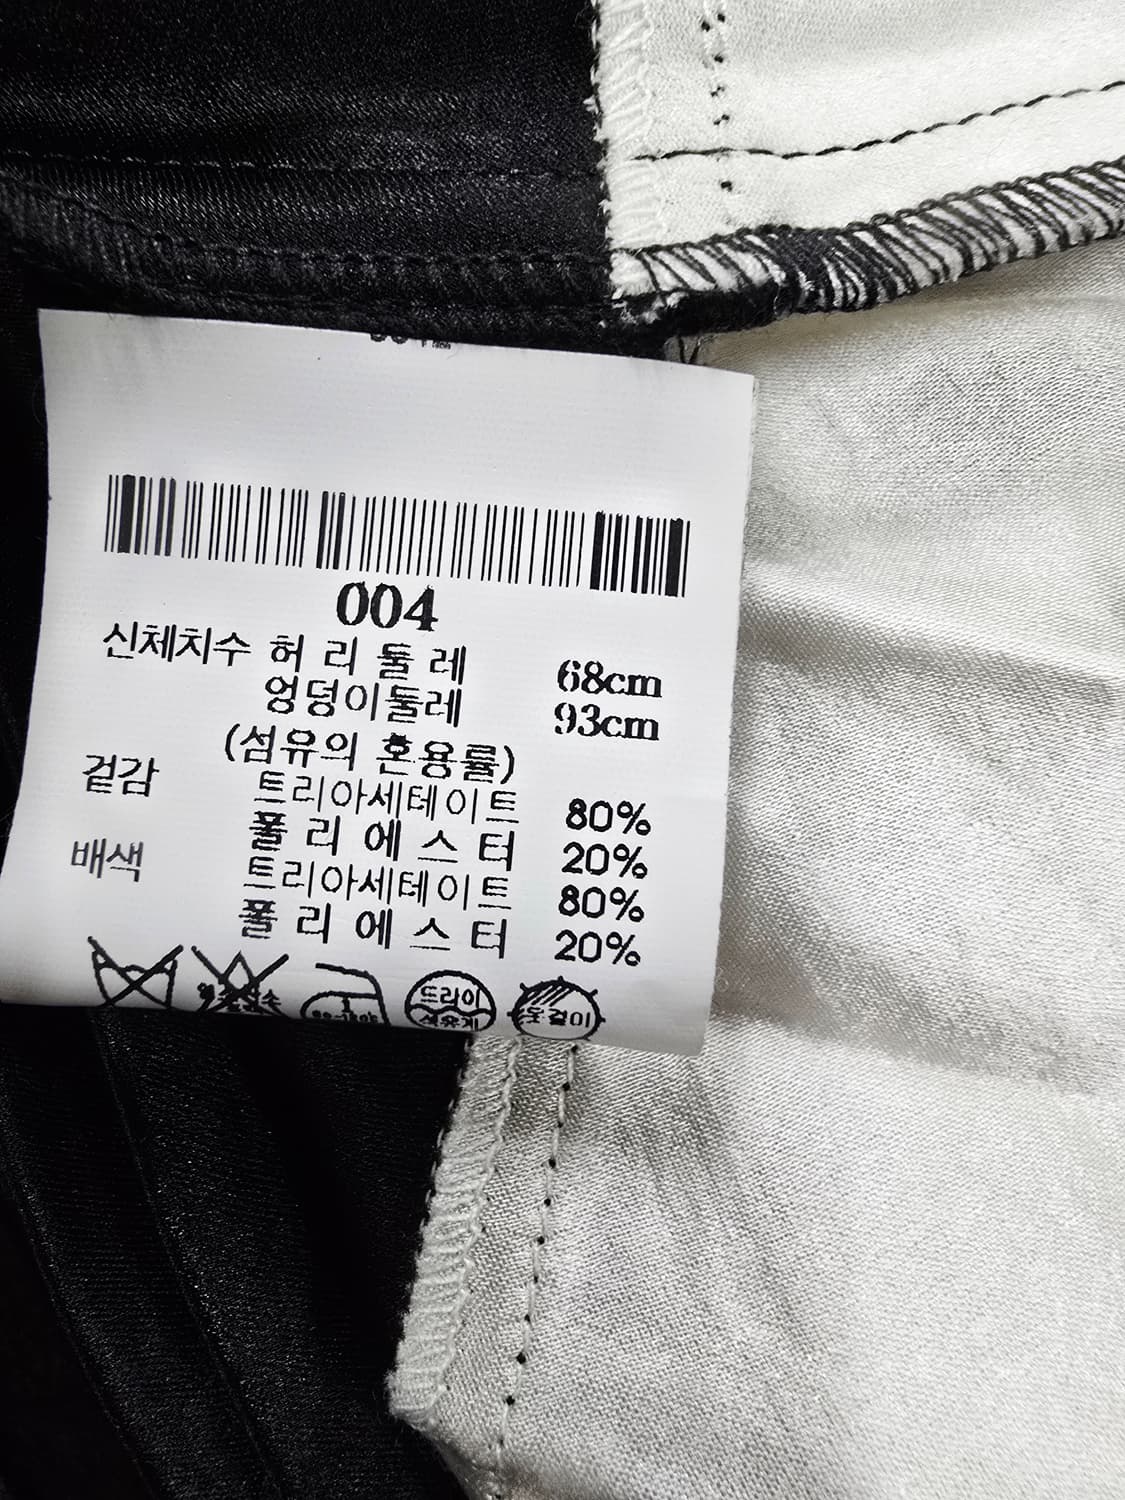 004
신체치수 허 리 둘 레 68cm
엉덩이둘레 93cm
(섬유의 혼용률)
겉감 트리아세테이트 80%
폴 리 에 스 터 20%
배색 트리아세테이트 80%
폴 리 에 스 터 20%
드라이
석유계
옷걸이